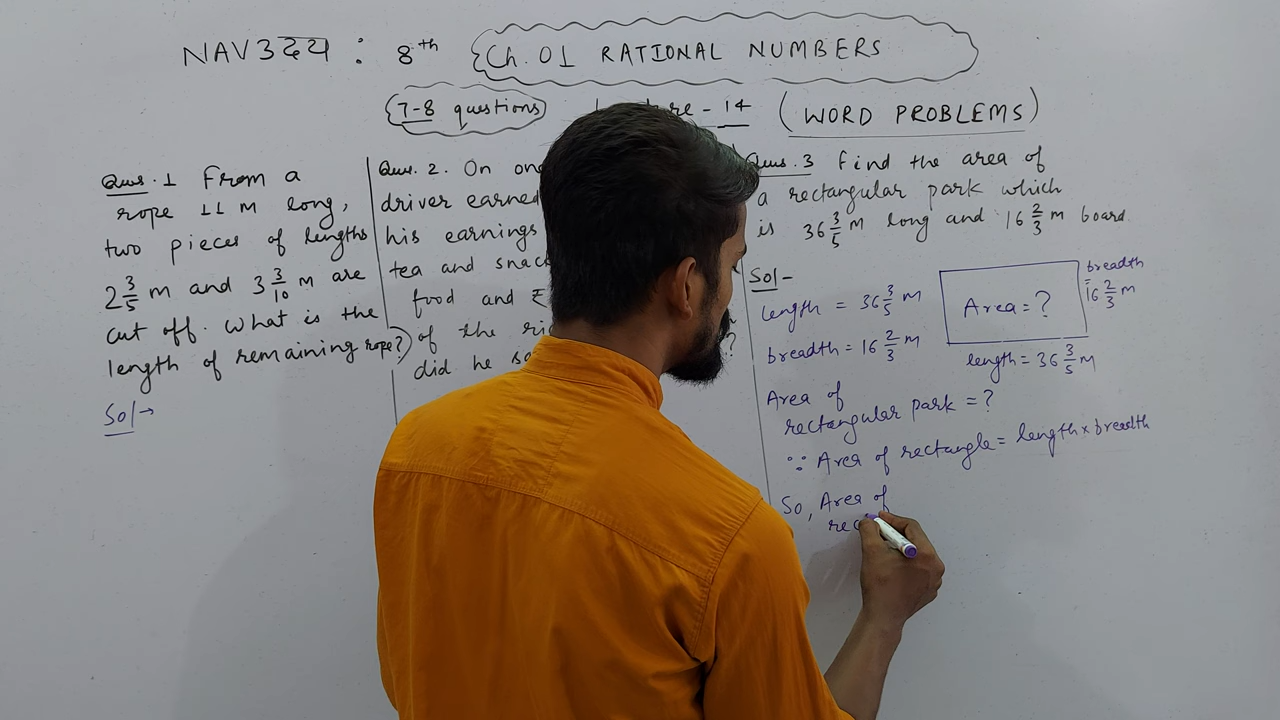 NAV324 : 8th Ch. 01 RATIONAL NUMBERS
7-8 questions - 14 (WORD PROBLEMS)
Ques. 1 From a
rope 11 m long,
two pieces of lengths
2 3/5 m and 3 3/10 m are
cut off. What is the
length of remaining rope?
Sol→
Ques. 2. On
driver earned
his earnings
tea and
food and ₹
of the
did he
?
Ques. 3 Find the area of
a rectangular park which
is 36 3/5 m long and 16 2/3 m board.
Sol-
length = 36 3/5 m
breadth = 16 2/3 m
Area = ?
breadth
= 16 2/3 m
length = 36 3/5 m
Area of
rectangular park = ?
∵ Area of rectangle = length × breadth
So, Area of
rec